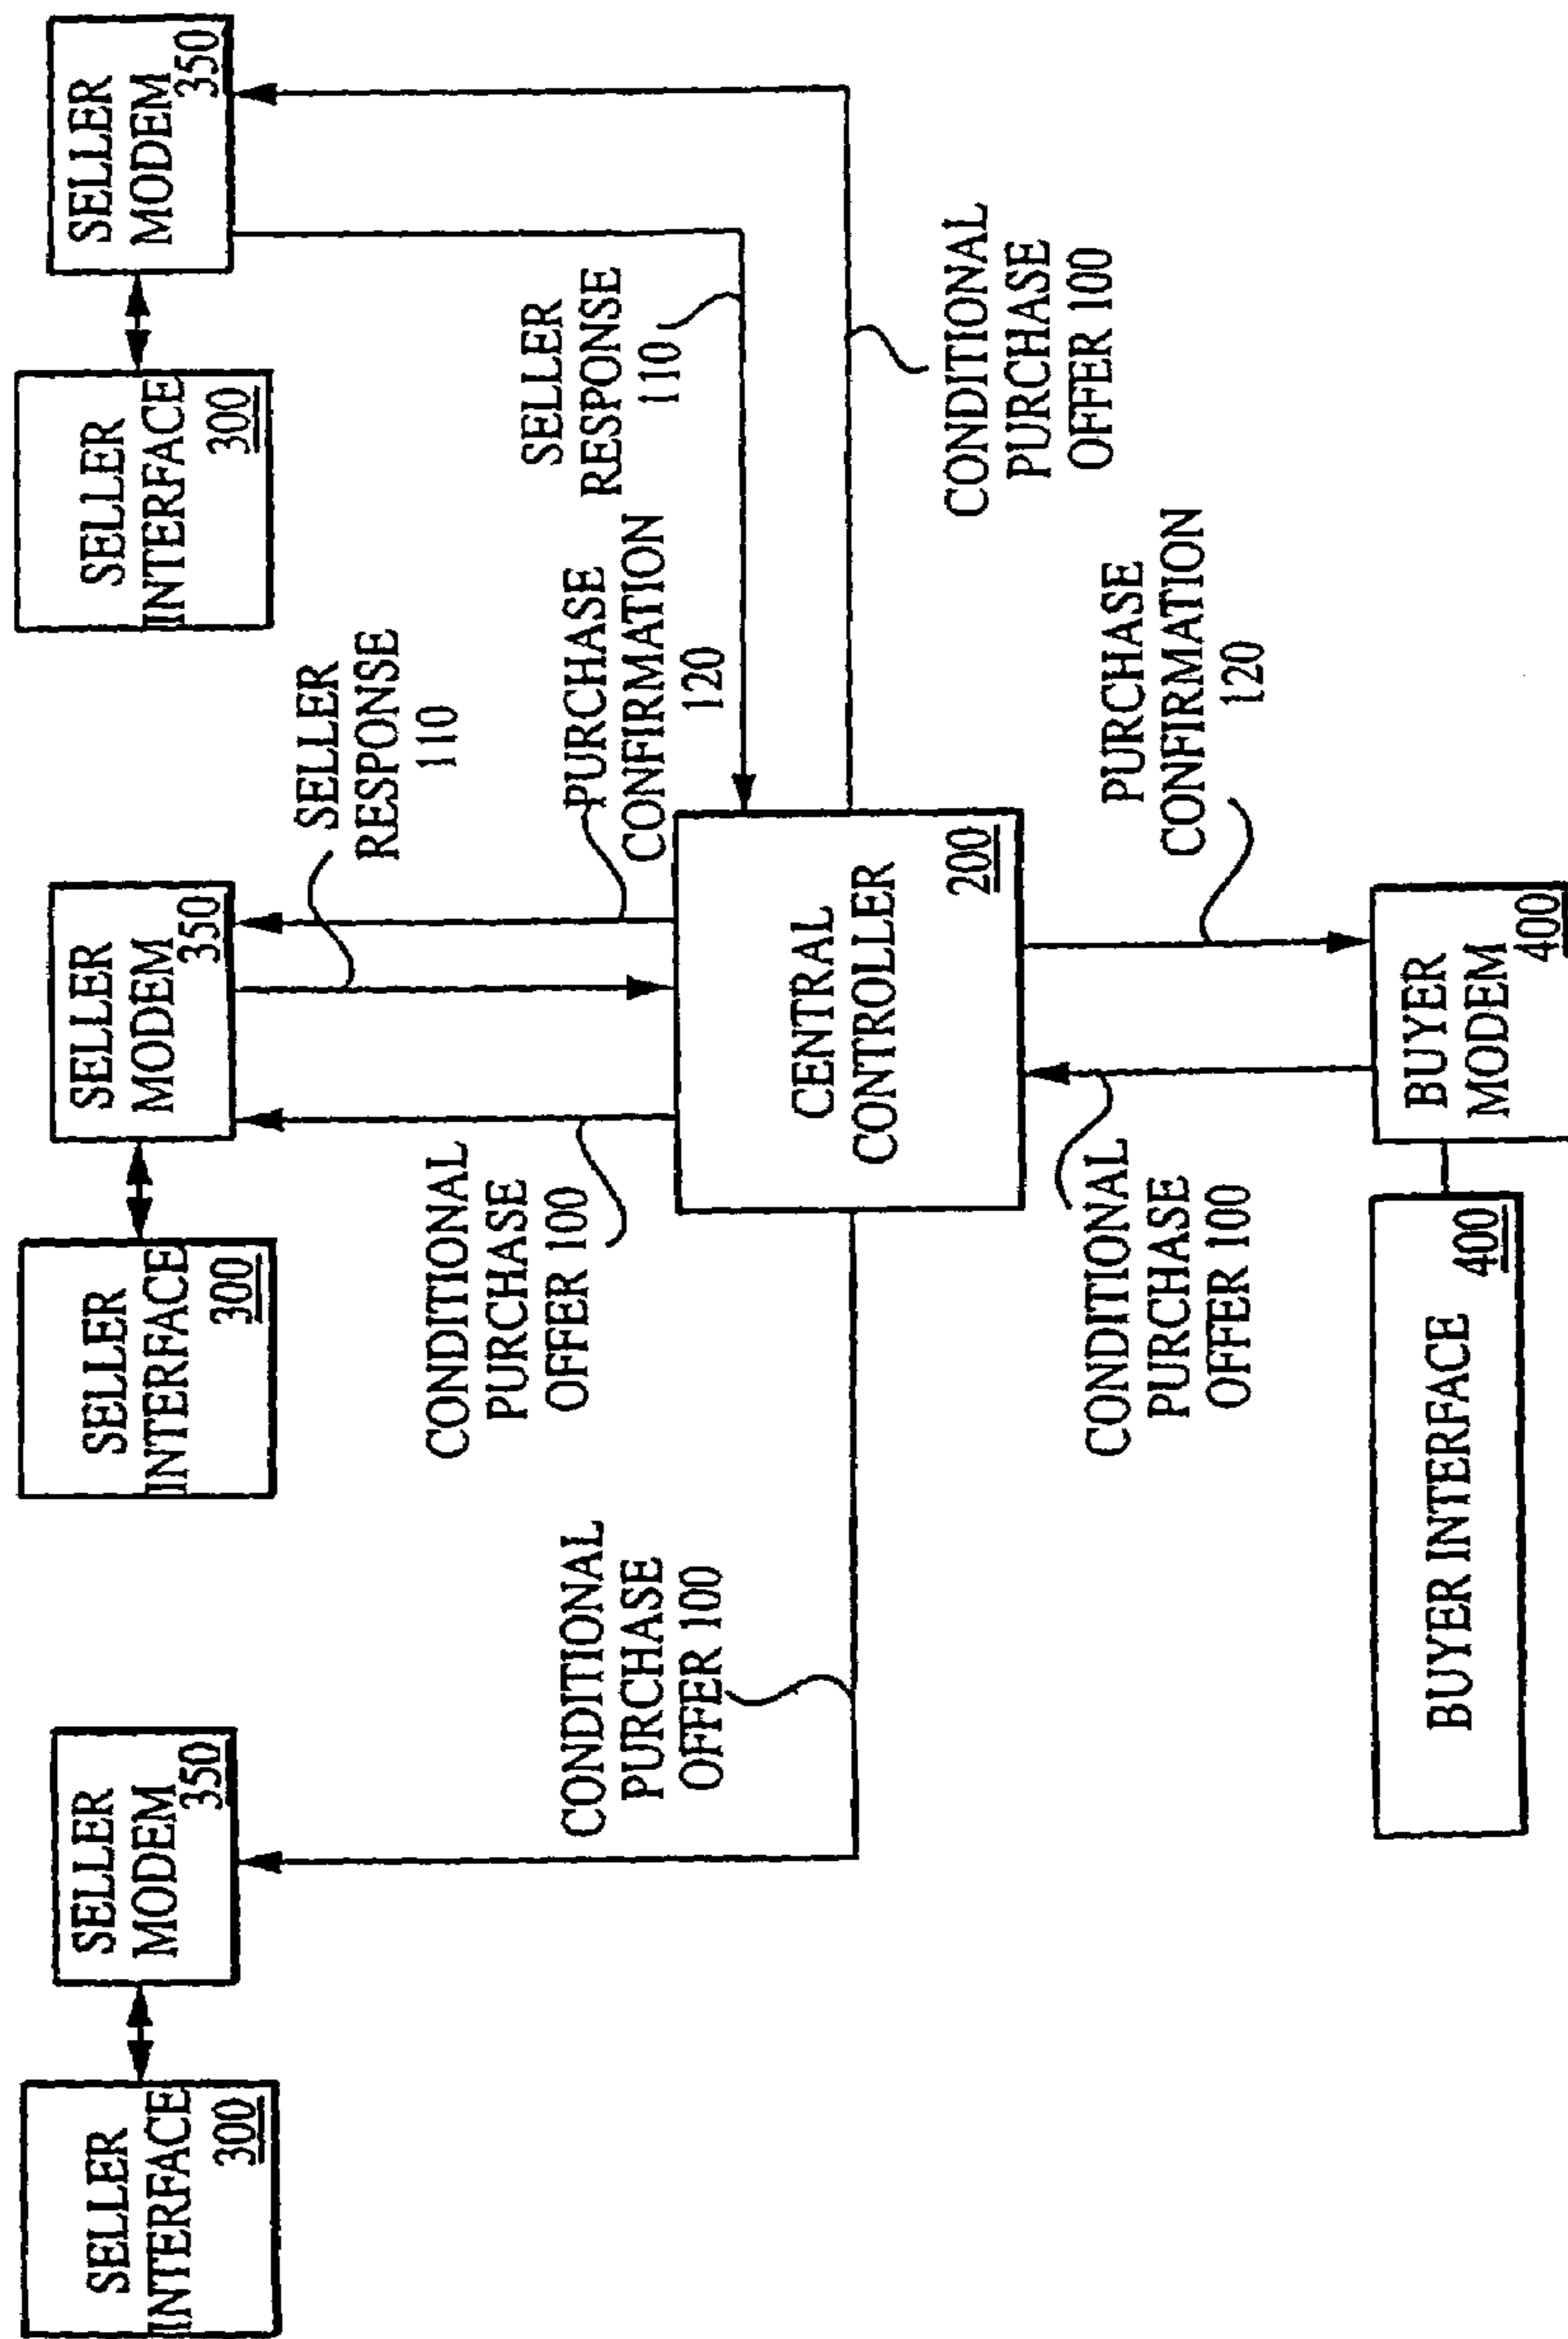 SELLER
INTERFACE
300
SELLER
MODEM
350
SELLER
INTERFACE
300
SELLER
MODEM
350
SELLER
INTERFACE
300
SELLER
MODEM
350
SELLER
RESPONSE
110
CONDITIONAL
PURCHASE
OFFER 100
CONDITIONAL
PURCHASE
OFFER 100
PURCHASE
CONFIRMATION
120
SELLER
RESPONSE
110
CENTRAL
CONTROLLER
200
CONDITIONAL
PURCHASE
OFFER 100
CONDITIONAL
PURCHASE
OFFER 100
PURCHASE
CONFIRMATION
120
BUYER INTERFACE
400
BUYER
MODEM
400